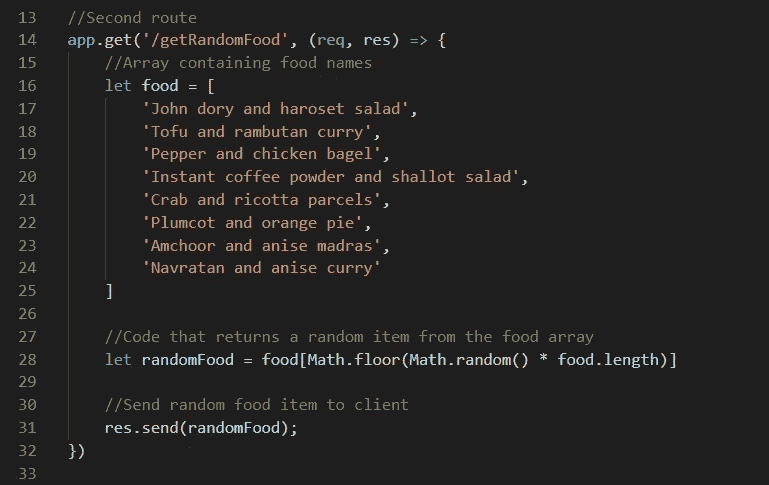 13 //Second route
14 app.get('/getRandomFood', (req, res) => {
15     //Array containing food names
16     let food = [
17         'John dory and haroset salad',
18         'Tofu and rambutan curry',
19         'Pepper and chicken bagel',
20         'Instant coffee powder and shallot salad',
21         'Crab and ricotta parcels',
22         'Plumcot and orange pie',
23         'Amchoor and anise madras',
24         'Navratan and anise curry'
25     ]
26
27     //Code that returns a random item from the food array
28     let randomFood = food[Math.floor(Math.random() * food.length)]
29
30     //Send random food item to client
31     res.send(randomFood);
32 })
33